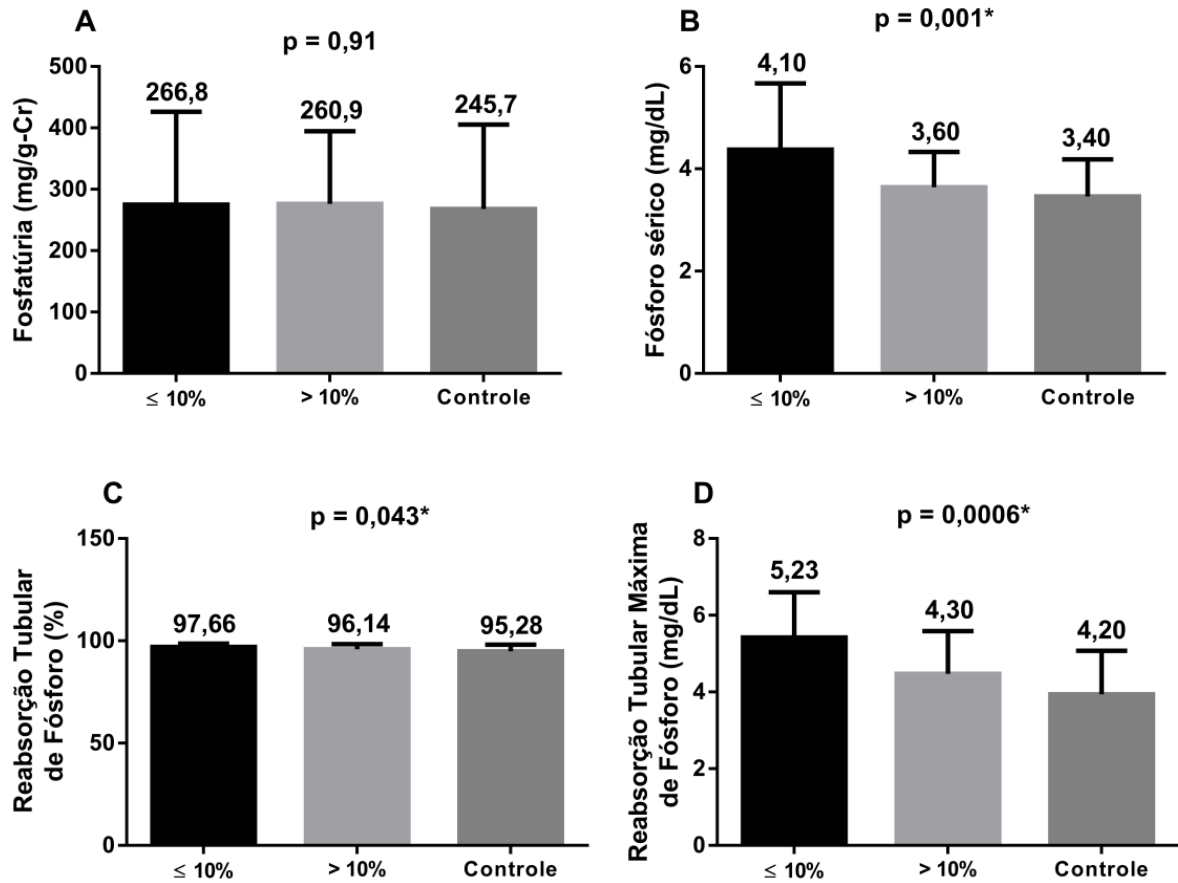 A
p = 0,91
Fosfatúria (mg/g-Cr)
500
400
300
200
100
0
266,8
260,9
245,7
≤ 10%
> 10%
Controle
B
p = 0,001*
Fósforo sérico (mg/dL)
6
4
2
0
4,10
3,60
3,40
≤ 10%
> 10%
Controle
C
p = 0,043*
Reabsorção Tubular
de Fósforo (%)
150
100
50
0
97,66
96,14
95,28
≤ 10%
> 10%
Controle
D
p = 0,0006*
Reabsorção Tubular Máxima
de Fósforo (mg/dL)
8
6
4
2
0
5,23
4,30
4,20
≤ 10%
> 10%
Controle